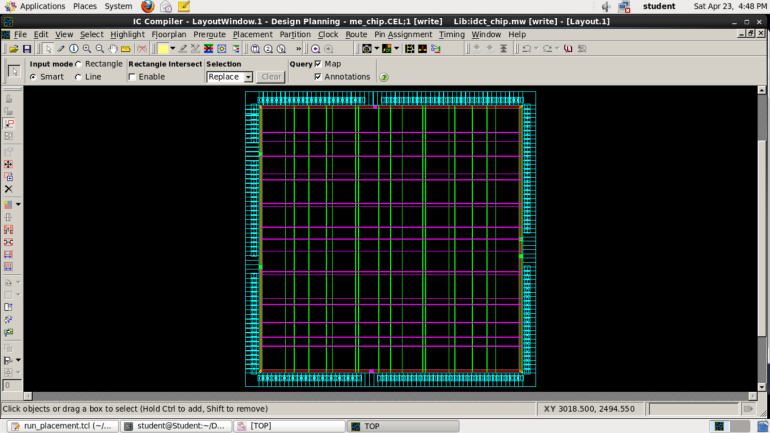 Applications Places System student Sat Apr 23, 4:48 PM
IC Compiler - LayoutWindow.1 - Design Planning - me_chip.CEL;1 [write] Lib:idct_chip.mw [write] - [Layout.1]
File Edit View Select Highlight Floorplan Preroute Placement Partition Clock Route Pin Assignment Timing Window Help
Input mode Rectangle Rectangle Intersect Selection Query Map
Smart Line Enable Replace Clear Annotations
0
Click objects or drag a box to select (Hold Ctrl to add, Shift to remove) XY 3018.500, 2494.550
run_placement.tcl (~/... student@Student:~/D... [TOP] TOP